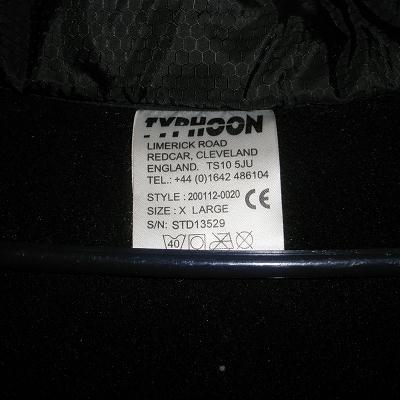 TYPHOON
LIMERICK ROAD
REDCAR, CLEVELAND
ENGLAND. TS10 5JU
TEL.: +44 (0)1642 486104
STYLE : 200112-0020 CE
SIZE : X LARGE
S/N: STD13529
40